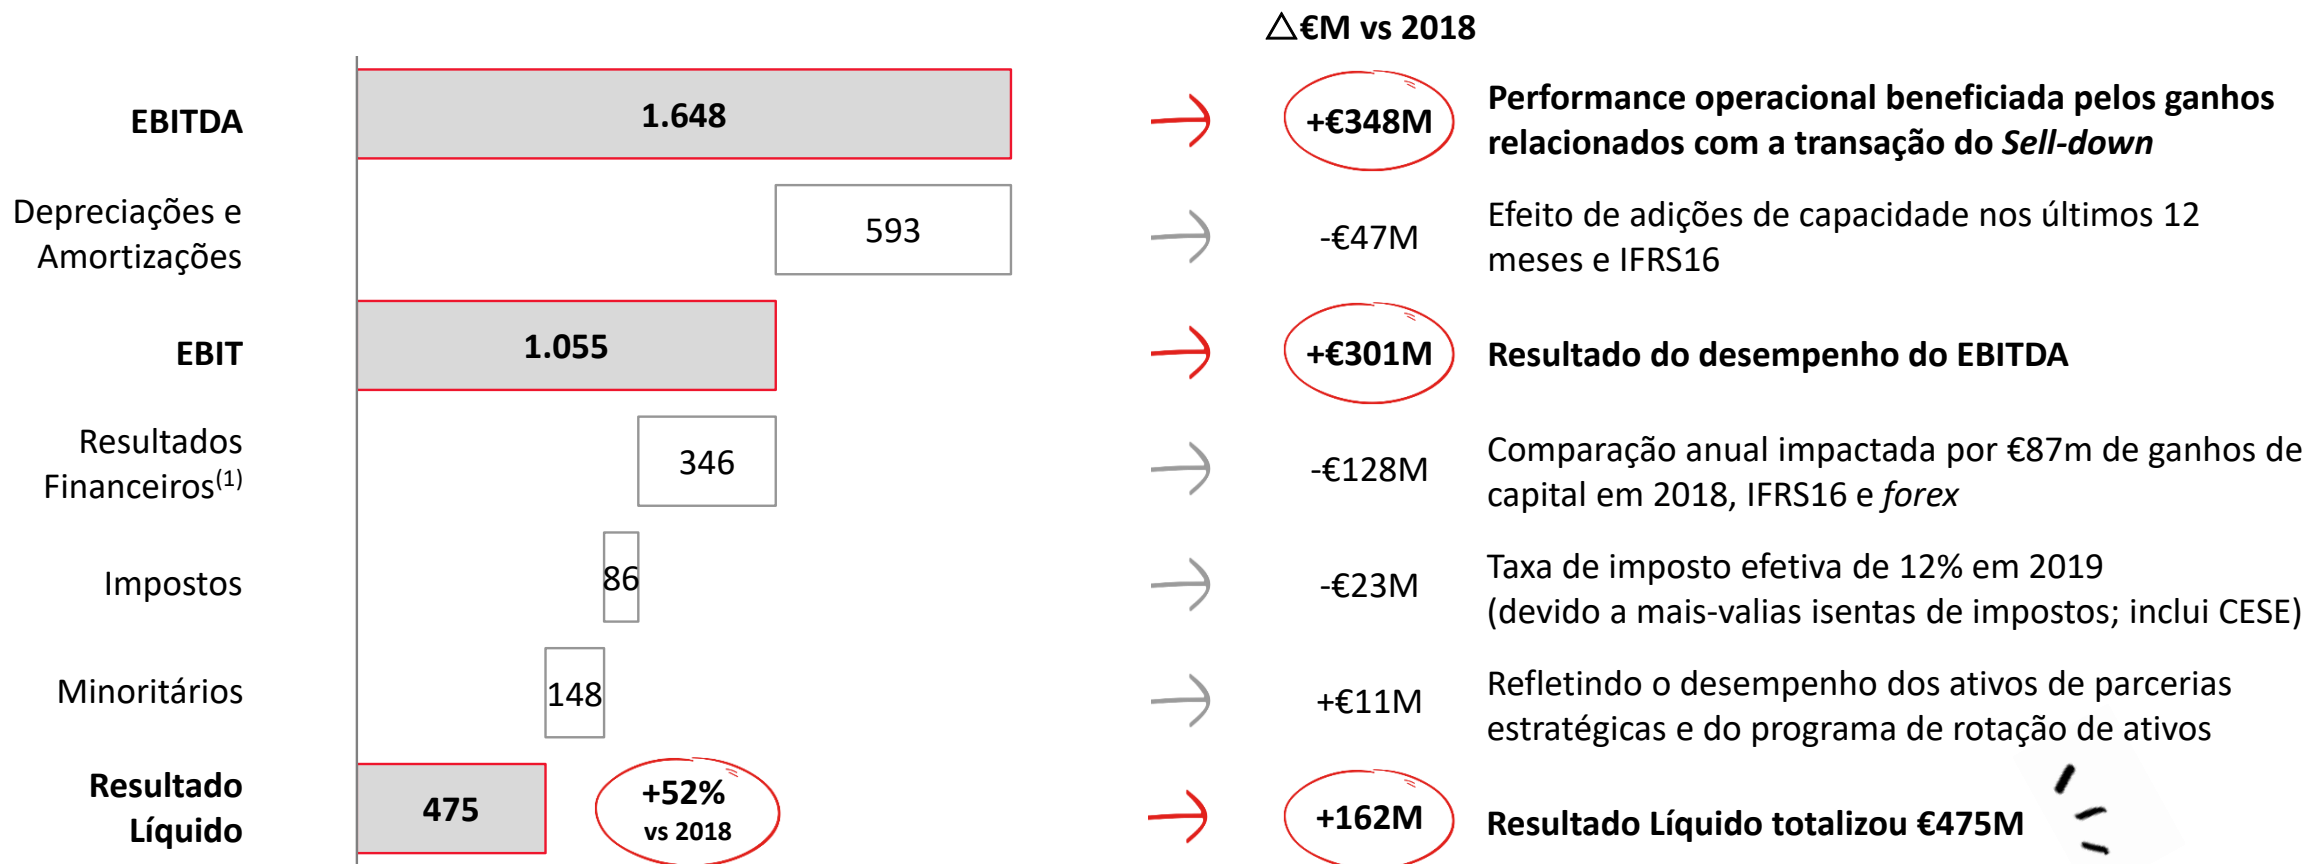 △€M vs 2018
EBITDA
1.648
+€348M
Performance operacional beneficiada pelos ganhos
relacionados com a transação do Sell-down
Depreciações e
Amortizações
593
-€47M
Efeito de adições de capacidade nos últimos 12
meses e IFRS16
EBIT
1.055
+€301M
Resultado do desempenho do EBITDA
Resultados
Financeiros(1)
346
-€128M
Comparação anual impactada por €87m de ganhos de
capital em 2018, IFRS16 e forex
Impostos
86
-€23M
Taxa de imposto efetiva de 12% em 2019
(devido a mais-valias isentas de impostos; inclui CESE)
Minoritários
148
+€11M
Refletindo o desempenho dos ativos de parcerias
estratégicas e do programa de rotação de ativos
Resultado
Líquido
475
+52%
vs 2018
+162M
Resultado Líquido totalizou €475M